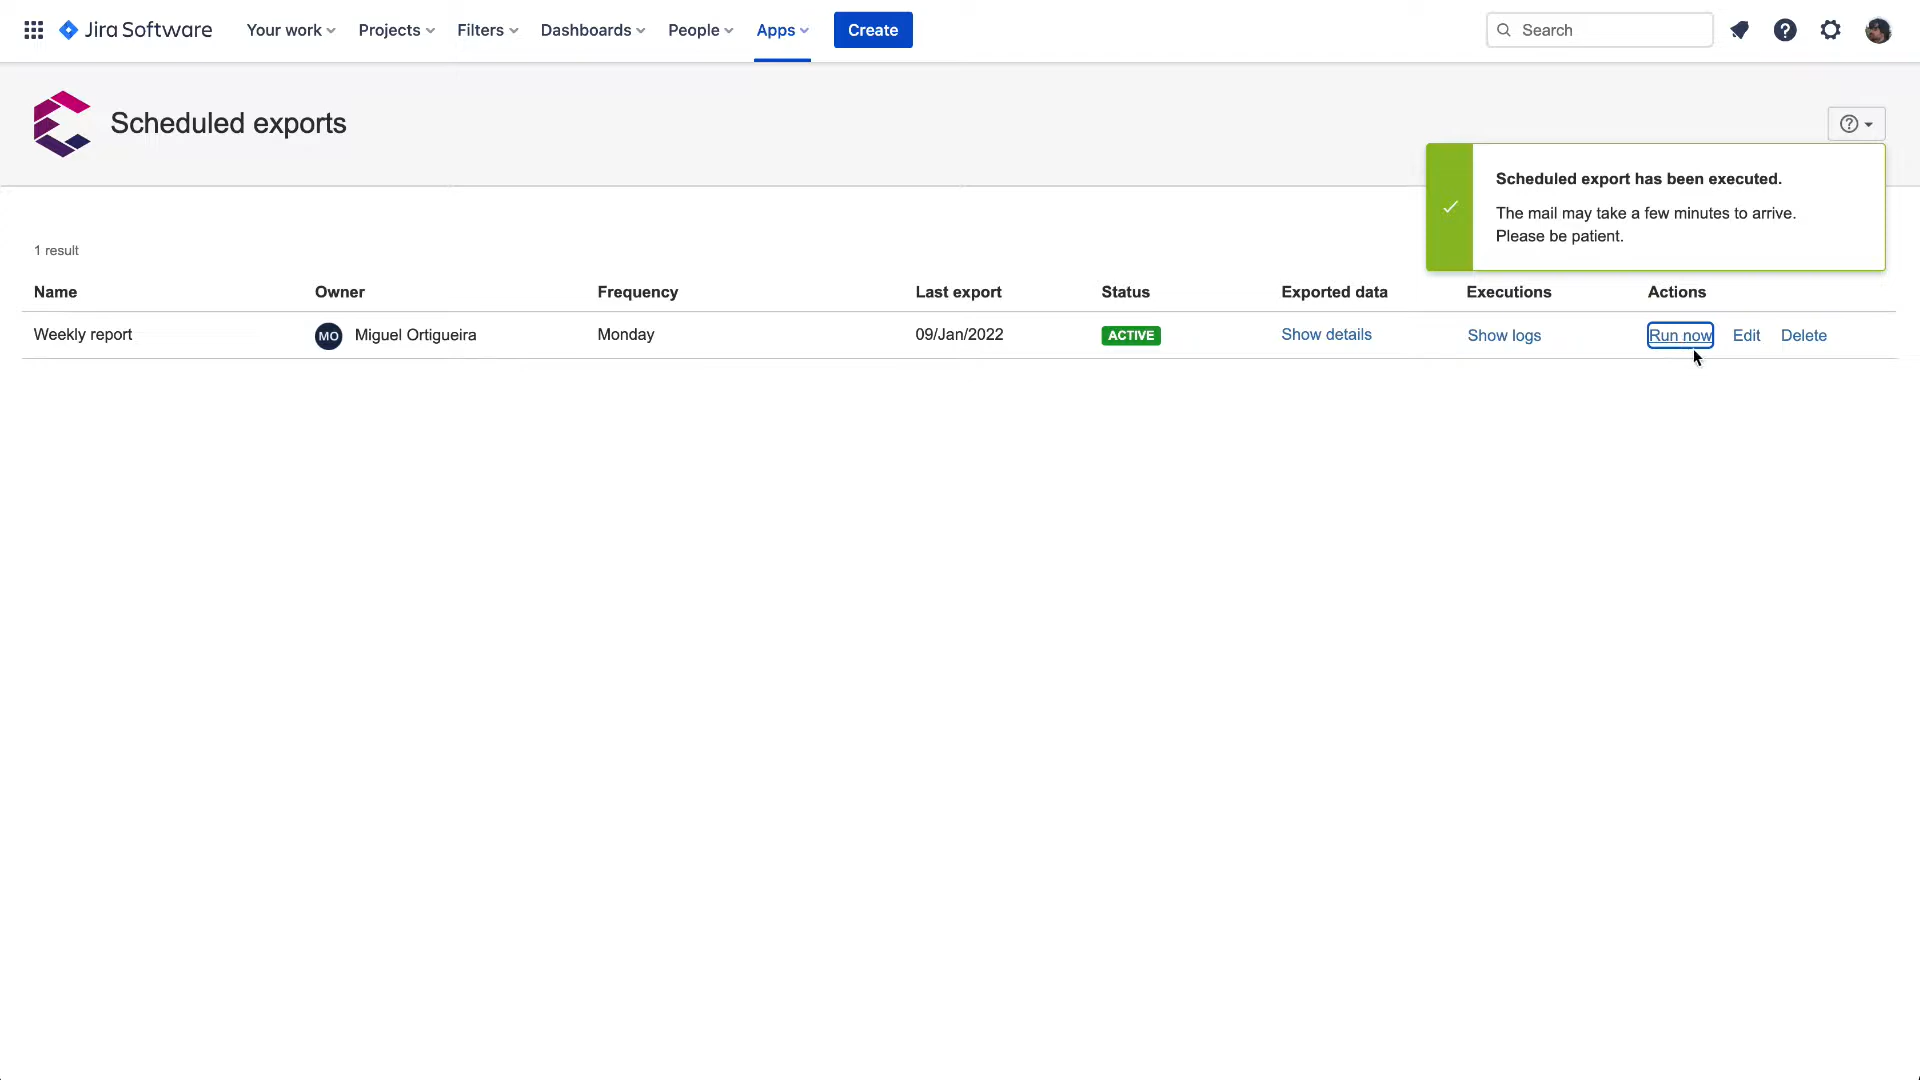 Jira Software
Your work
Projects
Filters
Dashboards
People
Apps
Create
Search
Scheduled exports
Scheduled export has been executed.
The mail may take a few minutes to arrive.
Please be patient.
1 result
Name Owner Frequency Last export Status Exported data Executions Actions
Weekly report MO Miguel Ortigueira Monday 09/Jan/2022 ACTIVE Show details Show logs Run now Edit Delete